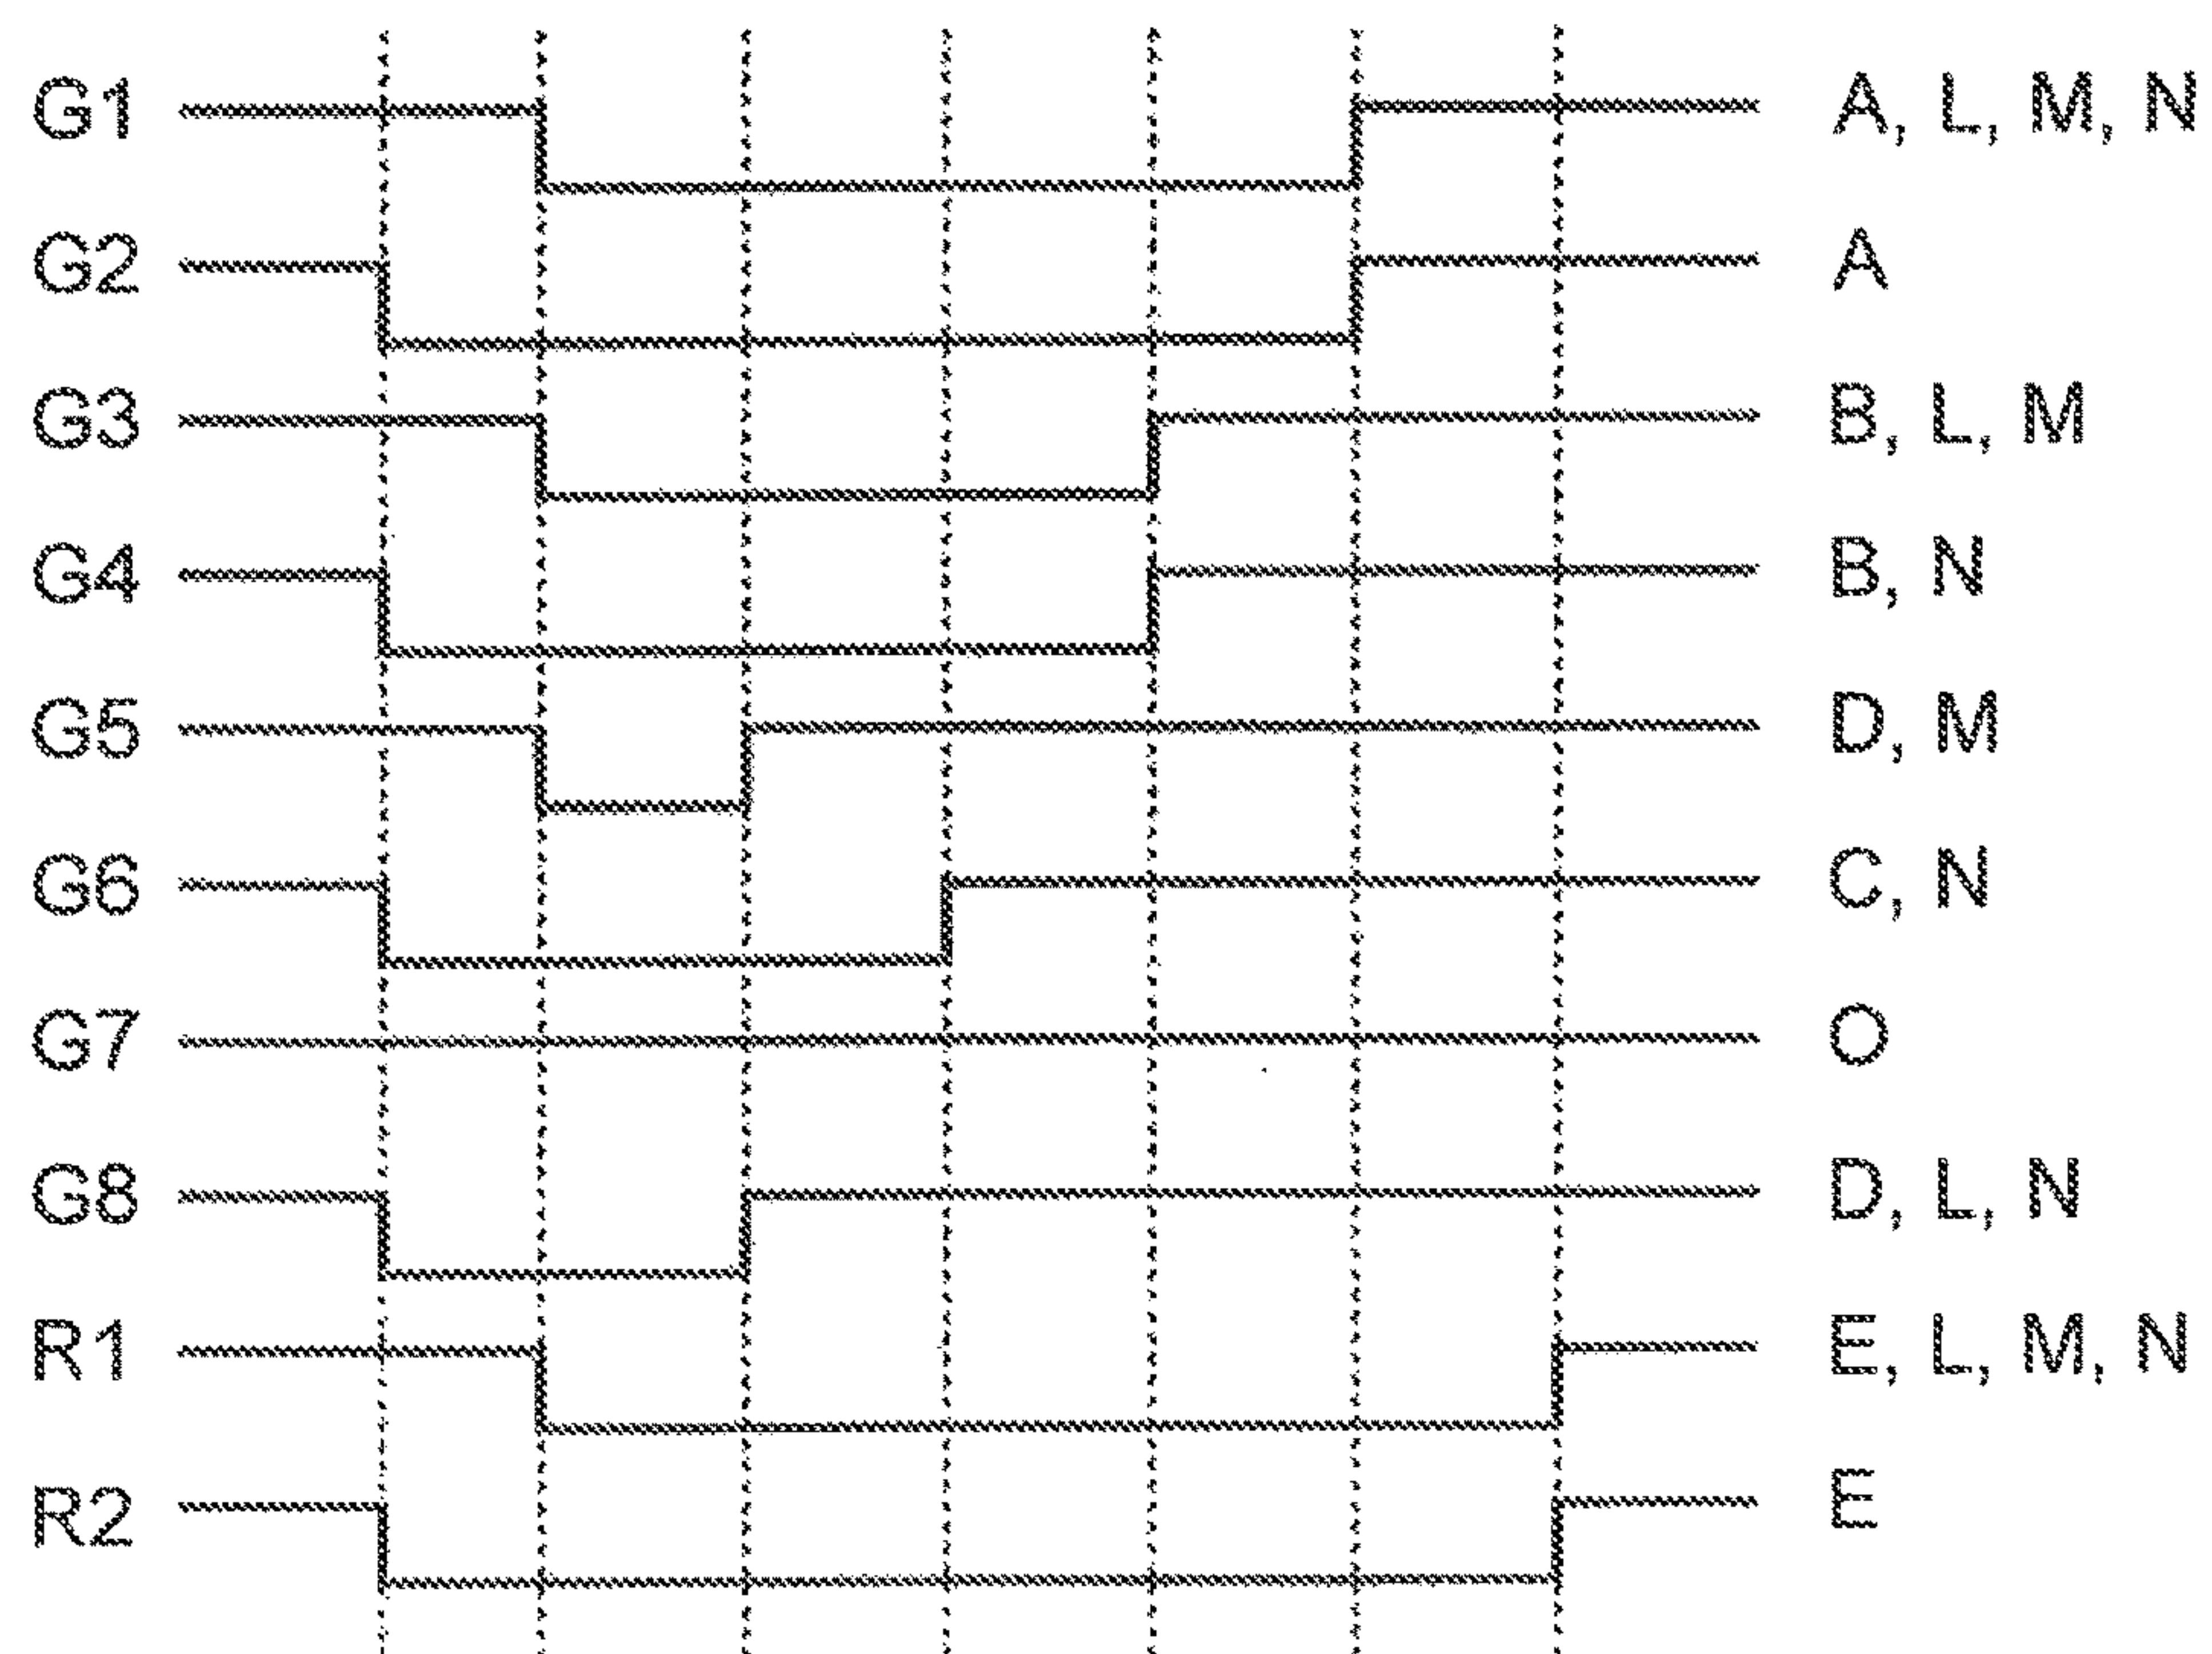 G1 A, L, M, N
G2 A
G3 B, L, M
G4 B, N
G5 D, M
G6 C, N
G7 O
G8 D, L, N
R1 E, L, M, N
R2 E